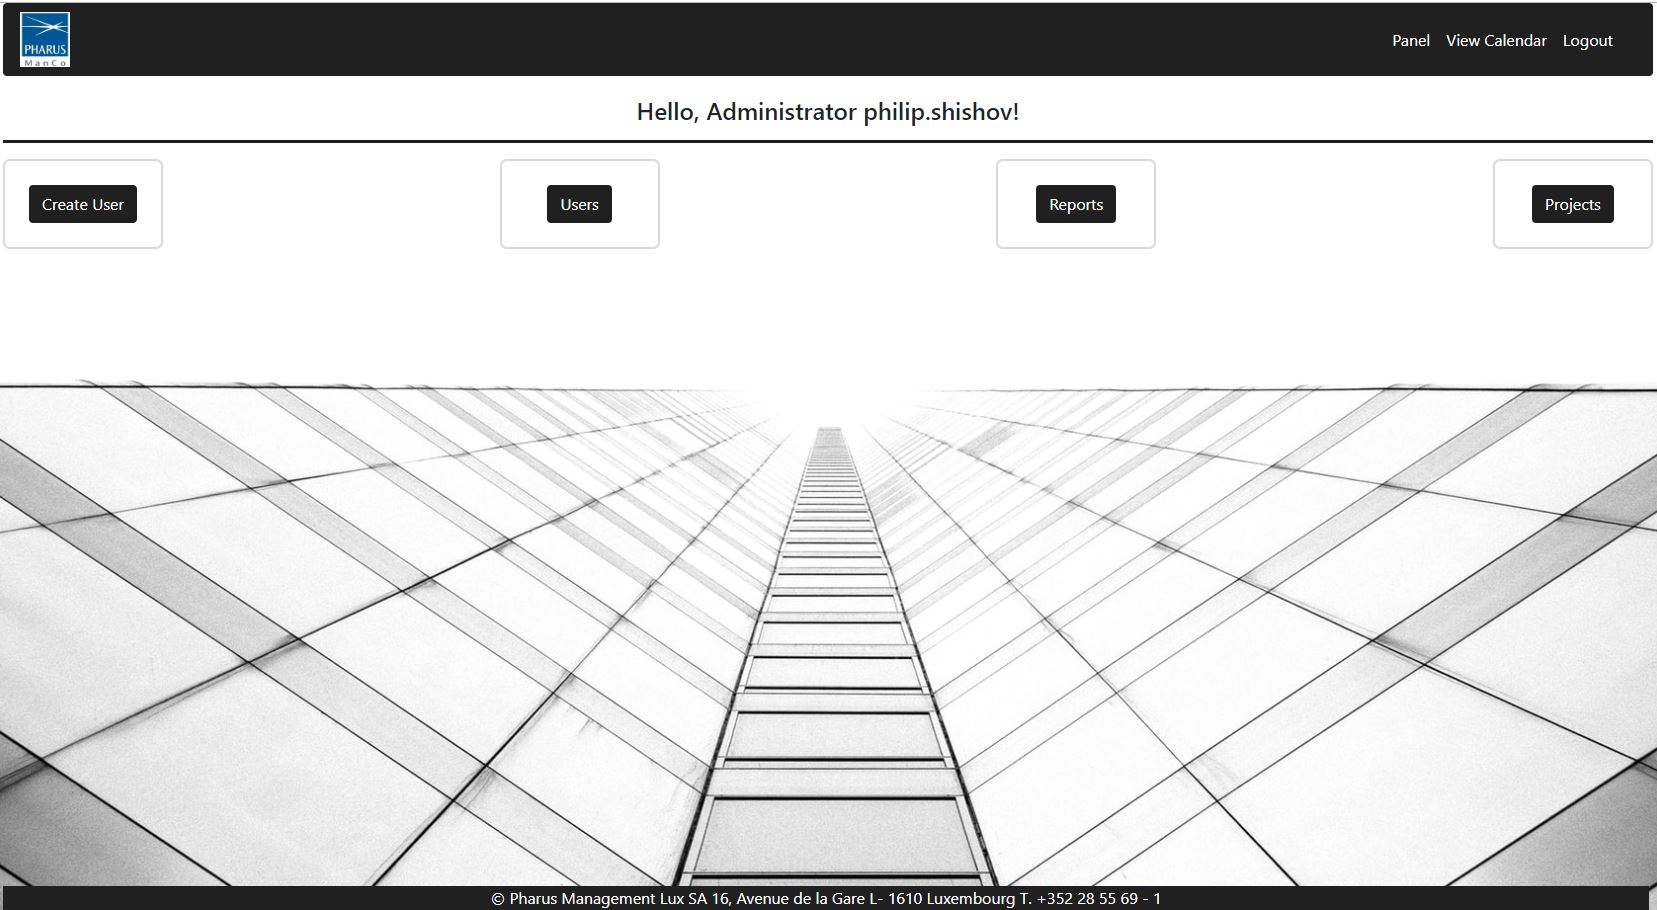 PHARUS
ManCo
Panel View Calendar Logout
Hello, Administrator philip.shishov!
Create User
Users
Reports
Projects
© Pharus Management Lux SA 16, Avenue de la Gare L- 1610 Luxembourg T. +352 28 55 69 - 1